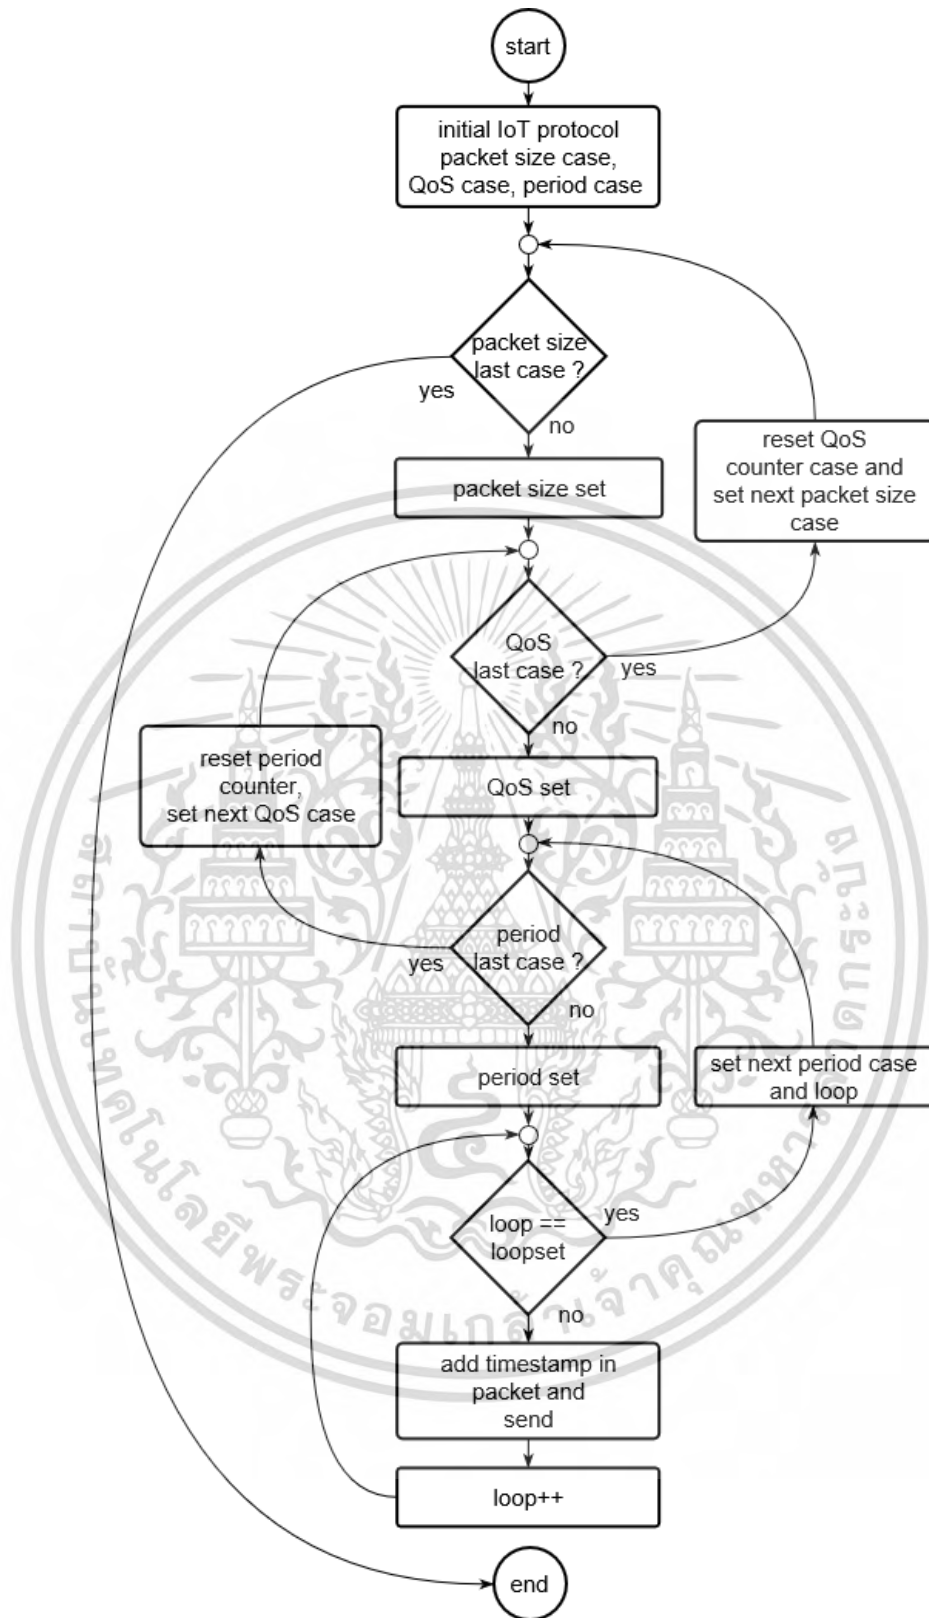 start
initial IoT protocol
packet size case,
QoS case, period case
packet size
last case ?
yes
no
reset QoS
counter case and
set next packet size
case
packet size set
QoS
last case ?
yes
no
reset period
counter,
set next QoS case
QoS set
period
last case ?
yes
no
period set
set next period case
and loop
loop ==
loopset
yes
no
add timestamp in
packet and
send
loop++
end